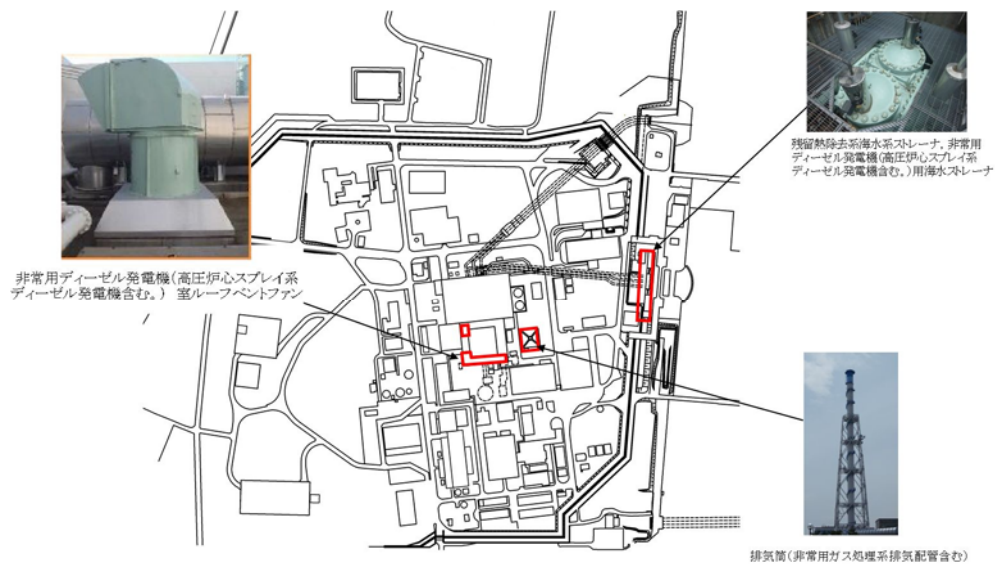 残留熱除去系海水系ストレーナ，非常用
ディーゼル発電機(高圧炉心スプレイ系
ディーゼル発電機含む。)用海水ストレーナ
非常用ディーゼル発電機(高圧炉心スプレイ系
ディーゼル発電機含む。) 室ルーフベントファン
排気筒(非常用ガス処理系排気配管含む)